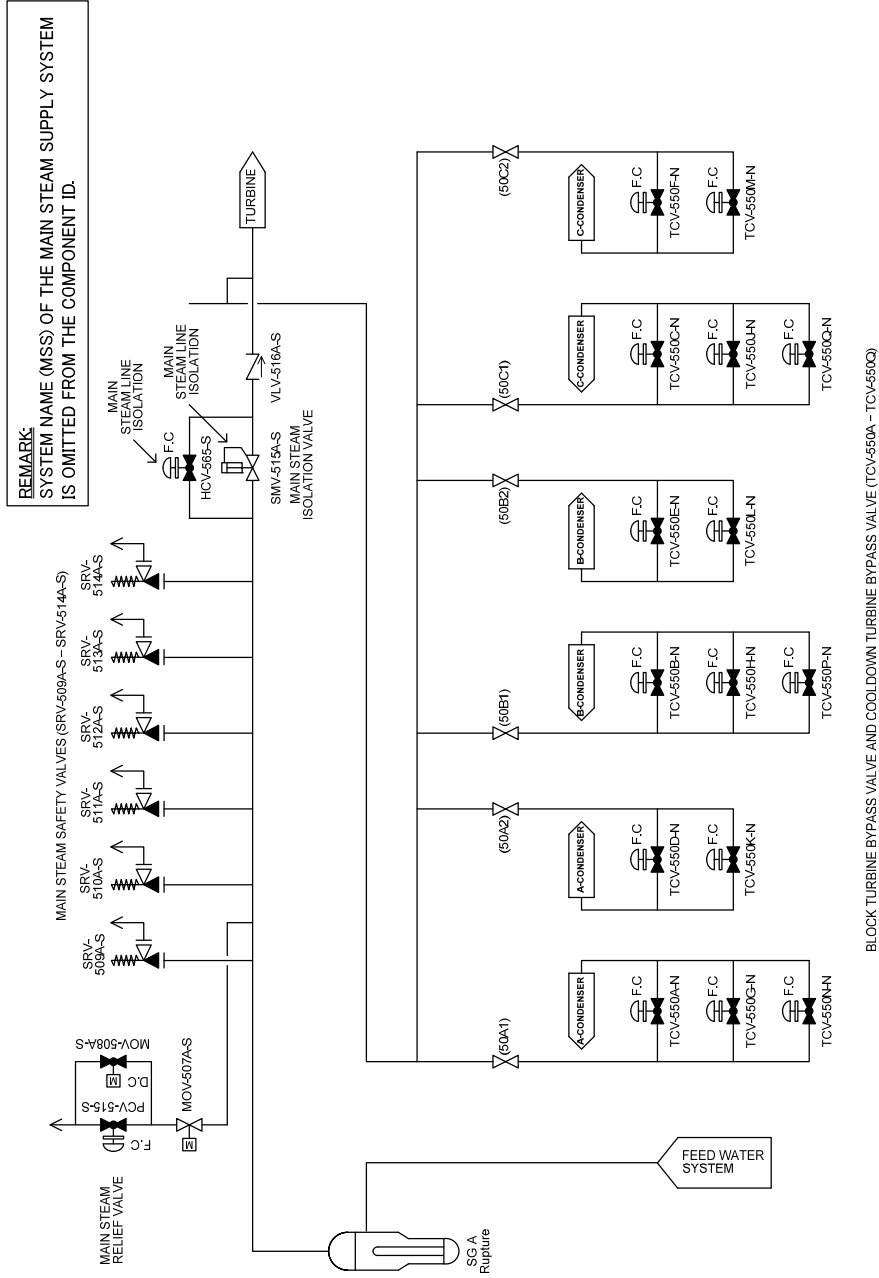 REMARK:
SYSTEM NAME (MSS) OF THE MAIN STEAM SUPPLY SYSTEM
IS OMITTED FROM THE COMPONENT ID.
MAIN STEAM SAFETY VALVES (SRV-509A-S – SRV-514A-S)
SRV-
509A-S
SRV-
510A-S
SRV-
511A-S
SRV-
512A-S
SRV-
513A-S
SRV-
514A-S
MAIN
STEAM LINE
ISOLATION
F.C
HCV-565-S
MAIN
STEAM LINE
ISOLATION
SMV-515A-S
MAIN STEAM
ISOLATION VALVE
VLV-516A-S
TURBINE
MAIN STEAM
RELIEF VALVE
F.C
PCV-515-S
M
D.C
MOV-508A-S
M
MOV-507A-S
SG A
Rupture
FEED WATER
SYSTEM
(50A1)
(50A2)
(50B1)
(50B2)
(50C1)
(50C2)
A-CONDENSER
F.C
TCV-550A-N
F.C
TCV-550G-N
F.C
TCV-550N-N
A-CONDENSER
F.C
TCV-550D-N
F.C
TCV-550K-N
B-CONDENSER
F.C
TCV-550B-N
F.C
TCV-550H-N
F.C
TCV-550P-N
B-CONDENSER
F.C
TCV-550E-N
F.C
TCV-550L-N
C-CONDENSER
F.C
TCV-550C-N
F.C
TCV-550J-N
F.C
TCV-550Q-N
C-CONDENSER
F.C
TCV-550F-N
F.C
TCV-550M-N
BLOCK TURBINE BYPASS VALVE AND COOLDOWN TURBINE BYPASS VALVE (TCV-550A – TCV-550Q)